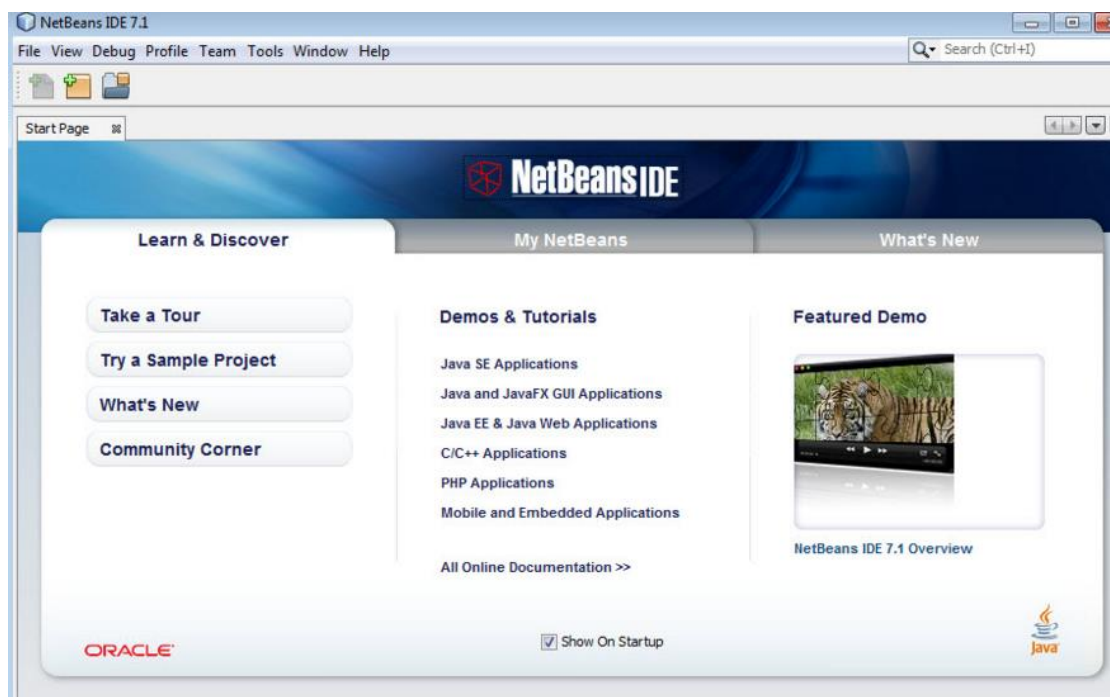 NetBeans IDE 7.1
File View Debug Profile Team Tools Window Help
Search (Ctrl+I)
Start Page
NetBeans IDE
Learn & Discover
My NetBeans
What's New
Take a Tour
Try a Sample Project
What's New
Community Corner
Demos & Tutorials
Java SE Applications
Java and JavaFX GUI Applications
Java EE & Java Web Applications
C/C++ Applications
PHP Applications
Mobile and Embedded Applications
All Online Documentation >>
Featured Demo
NetBeans IDE 7.1 Overview
ORACLE
Show On Startup
Java